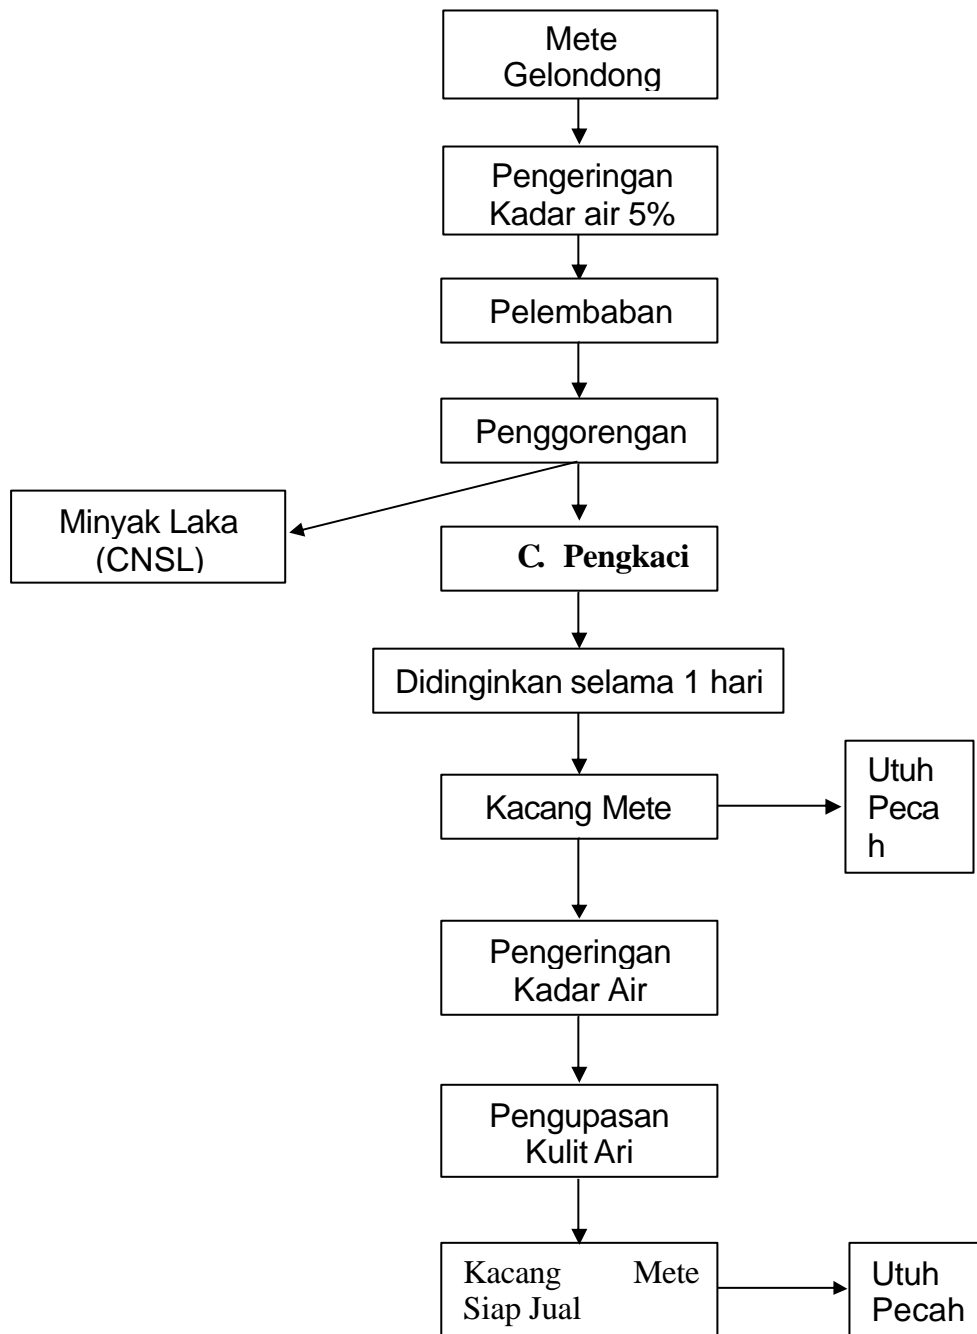 Mete
Gelondong
Pengeringan
Kadar air 5%
Pelembaban
Penggorengan
Minyak Laka
(CNSL)
C. Pengkaci
Didinginkan selama 1 hari
Kacang Mete
Utuh
Peca
h
Pengeringan
Kadar Air
Pengupasan
Kulit Ari
Kacang Mete
Siap Jual
Utuh
Pecah